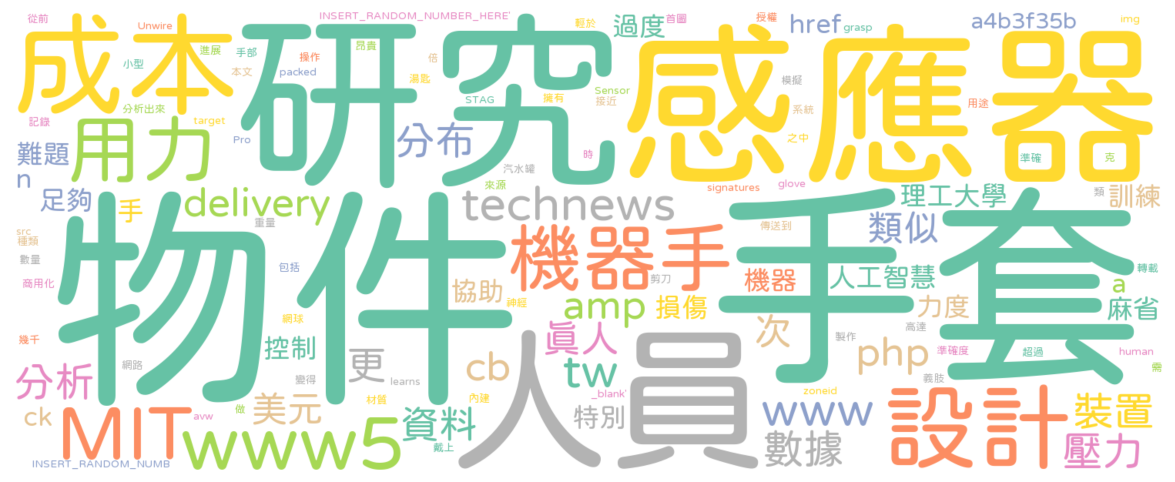 從前
Unwire
進展
手部
INSERT_RANDOM_NUMBER_HERE'
操作
昂貴
倍
輕於
過度
首圖
授權
href
grasp
a4b3f35b
img
成本
研究
感應器
小型
本文
packed
湯匙
STAG
擁有
接近
Sensor
模擬
系統
用途
分析出來
記錄
target
Pro
用力
分布
之中
難題
n
足夠
汽水罐
時
準確
克
來源
signatures
glove
類
訓練
理工大學
手
delivery
重量
technews
傳送到
類似
src
種類
數量
物件
手套
機器手
包括
商用化
剪刀
機器
人工智慧
a
轉載
麻省
協助
神經
amp
損傷
力度
網球
幾千
人員
次
高達
製作
控制
真人
更
準確度
超過
human
需
php
分析
網路
變得
learns
cb
tw
義肢
_blank'
zoneid
ck
MIT
avw
做
美元
材質
內建
特別
www
設計
裝置
www5
資料
戴上
數據
壓力
INSERT_RANDOM_NUMB